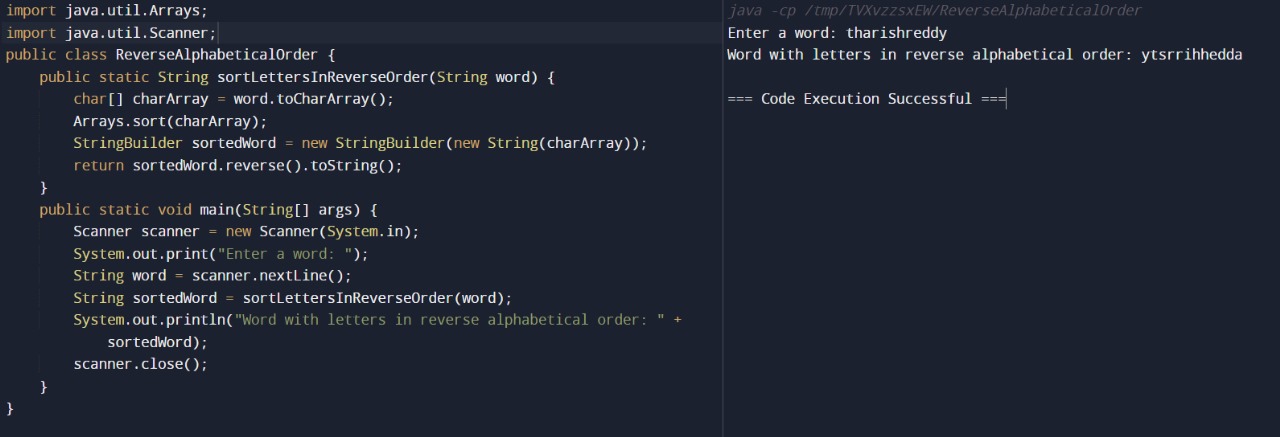 import java.util.Arrays;
import java.util.Scanner;
public class ReverseAlphabeticalOrder {
    public static String sortLettersInReverseOrder(String word) {
        char[] charArray = word.toCharArray();
        Arrays.sort(charArray);
        StringBuilder sortedWord = new StringBuilder(new String(charArray));
        return sortedWord.reverse().toString();
    }
    public static void main(String[] args) {
        Scanner scanner = new Scanner(System.in);
        System.out.print("Enter a word: ");
        String word = scanner.nextLine();
        String sortedWord = sortLettersInReverseOrder(word);
        System.out.println("Word with letters in reverse alphabetical order: " +
            sortedWord);
        scanner.close();
    }
}
java -cp /tmp/TVXvzzsxEW/ReverseAlphabeticalOrder
Enter a word: tharishreddy
Word with letters in reverse alphabetical order: ytsrrihhedda
=== Code Execution Successful ===